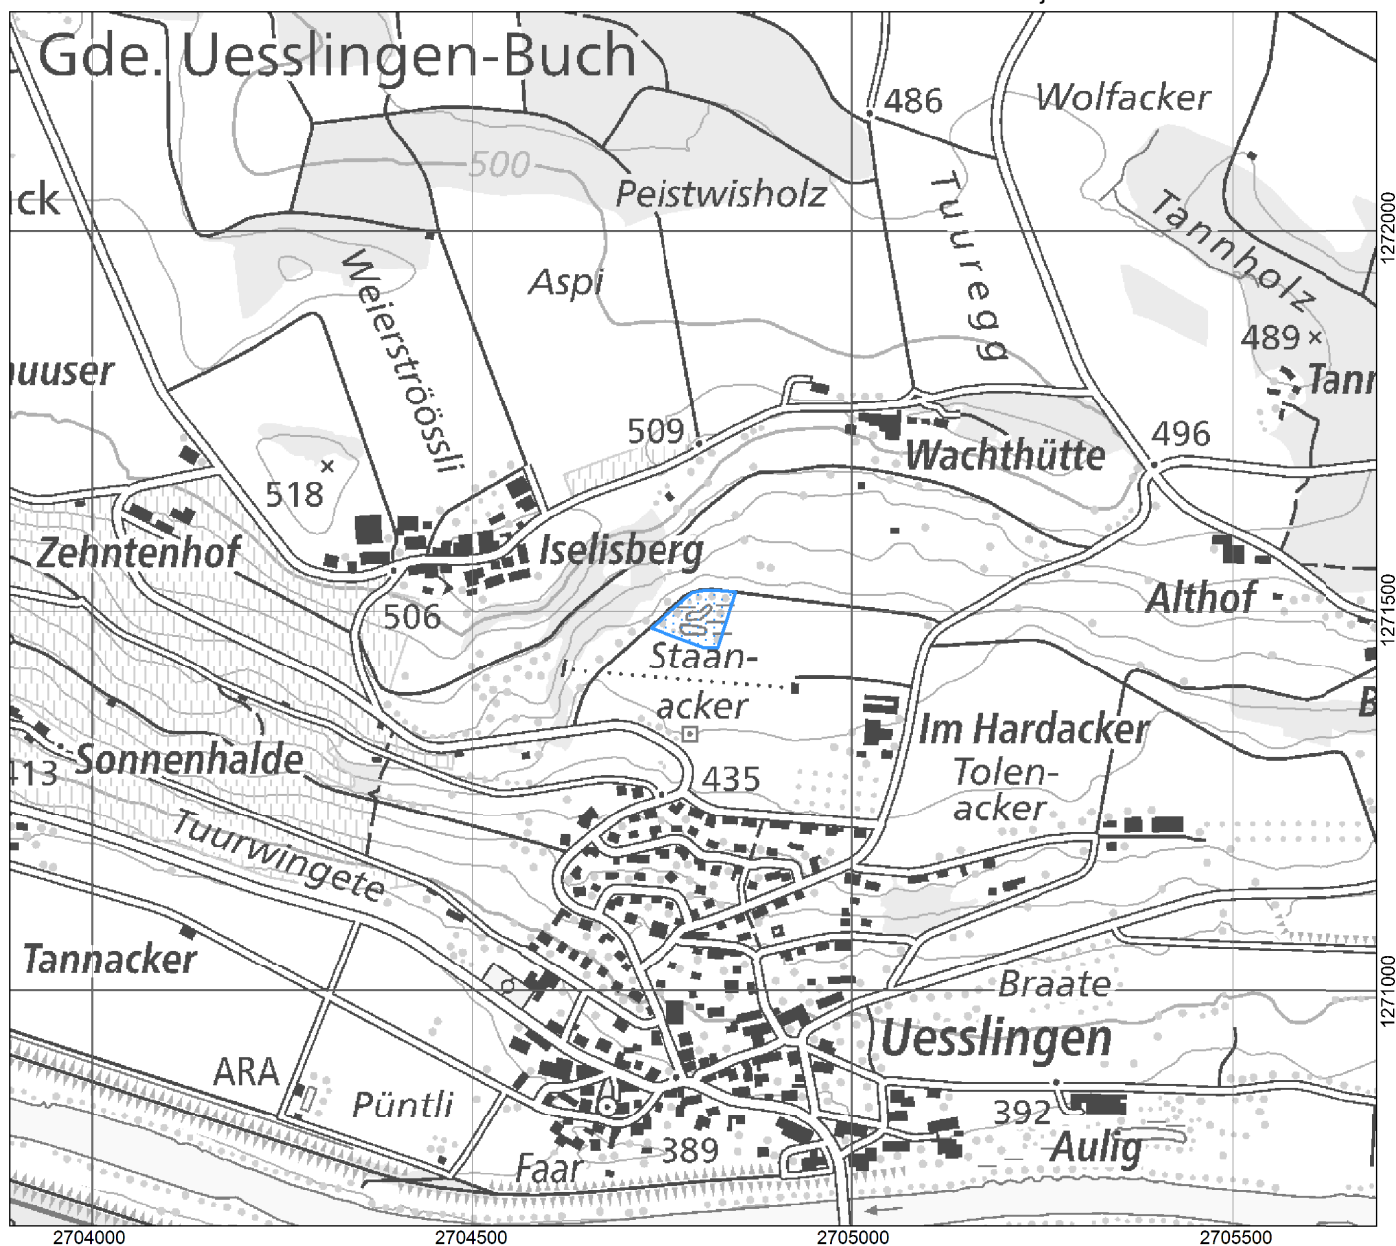 Gde. Uesslingen-Buch
486
Wolfacker
500
Peistwisholz
ick
Tuuregg
Tannholz
1272000
Aspi
Weierströössli
489
uuser
Tann
509
496
Wachthütte
518
Zehntenhof
Iselisberg
506
Althof
1271500
Staan-
acker
B
Im Hardacker
Sonnenhalde
413
435
Tolen-
acker
Tuurwingete
Tannacker
Braate
1271000
Uesslingen
ARA
Püntli
392
Aulig
389
Faar
2704000
2704500
2705000
2705500